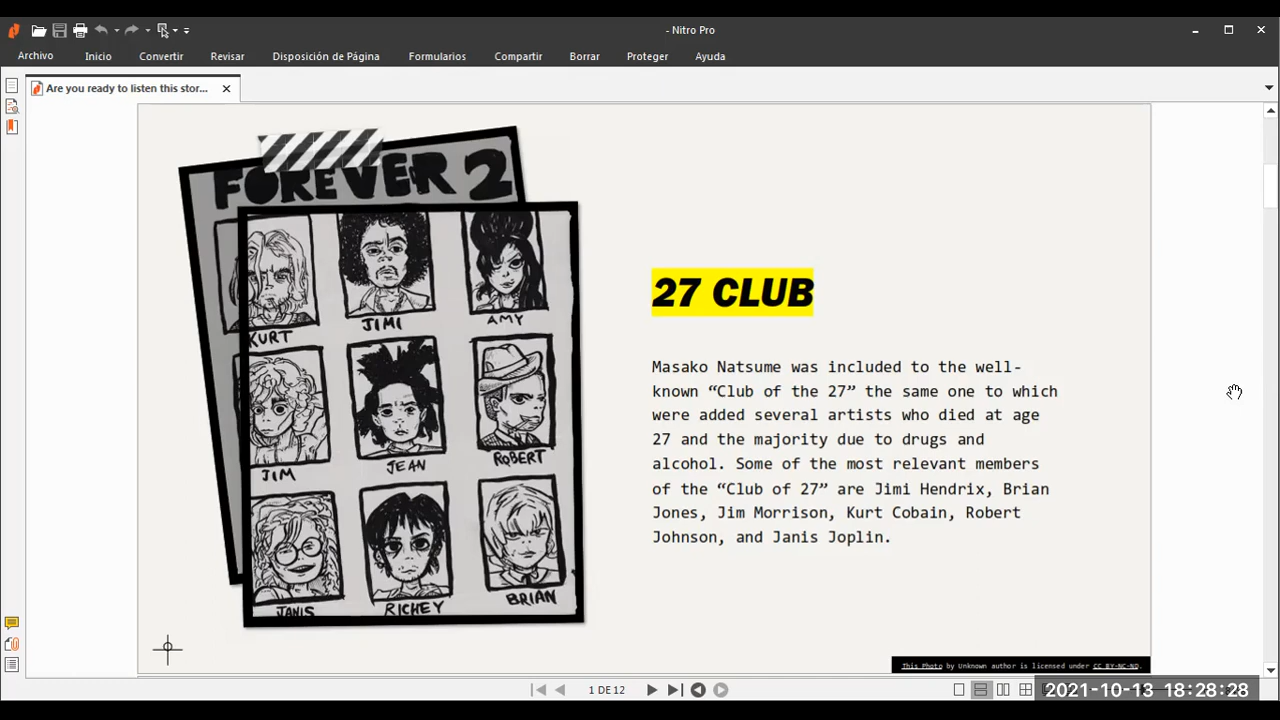 - Nitro Pro
Archivo Inicio Convertir Revisar Disposición de Página Formularios Compartir Borrar Proteger Ayuda
Are you ready to listen this stor...
FOREVER 2
KURT JIMI AMY
JIM JEAN ROBERT
JANIS RICHEY BRIAN
27 CLUB
Masako Natsume was included to the well-
known “Club of the 27” the same one to which
were added several artists who died at age
27 and the majority due to drugs and
alcohol. Some of the most relevant members
of the “Club of 27” are Jimi Hendrix, Brian
Jones, Jim Morrison, Kurt Cobain, Robert
Johnson, and Janis Joplin.
This Photo by Unknown author is licensed under CC BY-NC-ND.
1 DE 12
2021-10-13 18:28:28